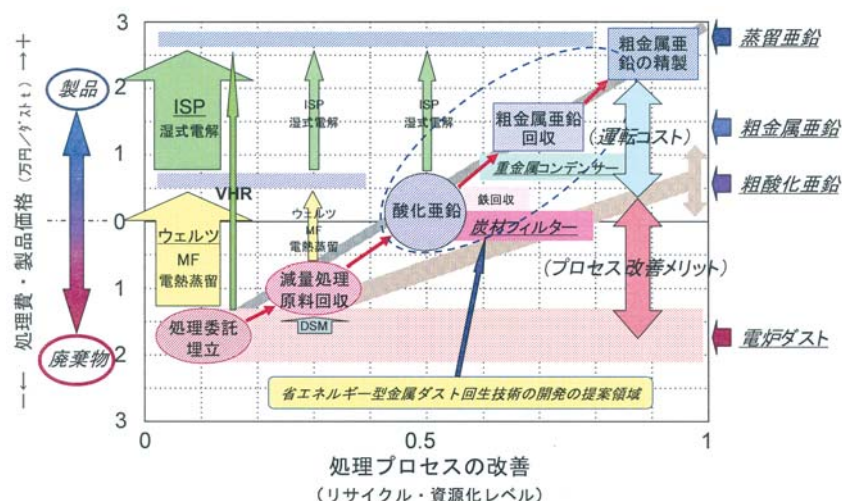 処理費・製品価格(万円/ダストt) ―→ +
― ←―
3
2
1
0
1
2
3
製品
廃棄物
ISP
湿式電解
VHR
ISP
湿式電解
ISP
湿式電解
粗金属亜
鉛の精製
粗金属亜鉛
回収
(運転コスト)
重金属コンデンサー
鉄回収
酸化亜鉛
炭材フィルター
ウェルツ
MF
電熱蒸留
ウェルツ
MF
電熱蒸留
減量処理
原料回収
(プロセス改善メリット)
DSM
処理委託
埋立
省エネルギー型金属ダスト回生技術の開発の提案領域
蒸留亜鉛
粗金属亜鉛
粗酸化亜鉛
電炉ダスト
0
0.5
1
処理プロセスの改善
(リサイクル・資源化レベル)